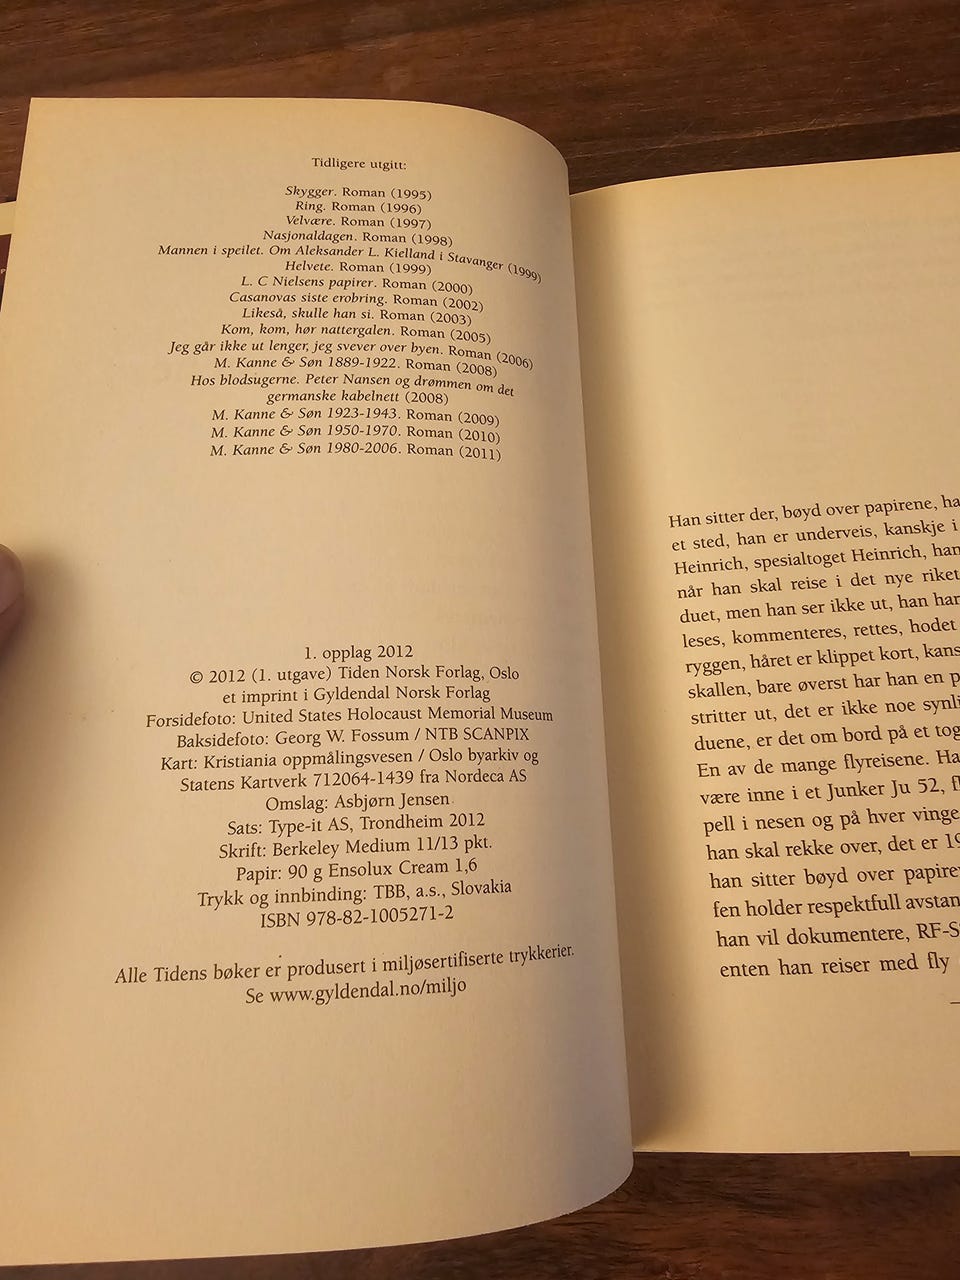 Tidligere utgitt:
Skygger. Roman (1995)
Ring. Roman (1996)
Velvære. Roman (1997)
Nasjonaldagen. Roman (1998)
Mannen i speilet. Om Aleksander L. Kielland i Stavanger (1999)
Helvete. Roman (1999)
L. C Nielsens papirer. Roman (2000)
Casanovas siste erobring. Roman (2002)
Likeså, skulle han si. Roman (2003)
Kom, kom, hør nattergalen. Roman (2005)
Jeg går ikke ut lenger, jeg svever over byen. Roman (2006)
M. Kanne & Søn 1889-1922. Roman (2008)
Hos blodsugerne. Peter Nansen og drømmen om det
germanske kabelnett (2008)
M. Kanne & Søn 1923-1943. Roman (2009)
M. Kanne & Søn 1950-1970. Roman (2010)
M. Kanne & Søn 1980-2006. Roman (2011)
1. opplag 2012
© 2012 (1. utgave) Tiden Norsk Forlag, Oslo
et imprint i Gyldendal Norsk Forlag
Forsidefoto: United States Holocaust Memorial Museum
Baksidefoto: Georg W. Fossum / NTB SCANPIX
Kart: Kristiania oppmålingsvesen / Oslo byarkiv og
Statens Kartverk 712064-1439 fra Nordeca AS
Omslag: Asbjørn Jensen
Sats: Type-it AS, Trondheim 2012
Skrift: Berkeley Medium 11/13 pkt.
Papir: 90 g Ensolux Cream 1,6
Trykk og innbinding: TBB, a.s., Slovakia
ISBN 978-82-1005271-2
Alle Tidens bøker er produsert i miljøsertifiserte trykkerier.
Se www.gyldendal.no/miljo
Han sitter der, bøyd over papirene, ha
et sted, han er underveis, kanskje i
Heinrich, spesialtoget Heinrich, han
når han skal reise i det nye riket
duet, men han ser ikke ut, han har
leses, kommenteres, rettes, hodet
ryggen, håret er klippet kort, kans
skallen, bare øverst har han en p
stritter ut, det er ikke noe synli
duene, er det om bord på et tog
En av de mange flyreisene. Ha
være inne i et Junker Ju 52, fl
pell i nesen og på hver vinge
han skal rekke over, det er 19
han sitter bøyd over papire
fen holder respektfull avstan
han vil dokumentere, RF-S
enten han reiser med fly